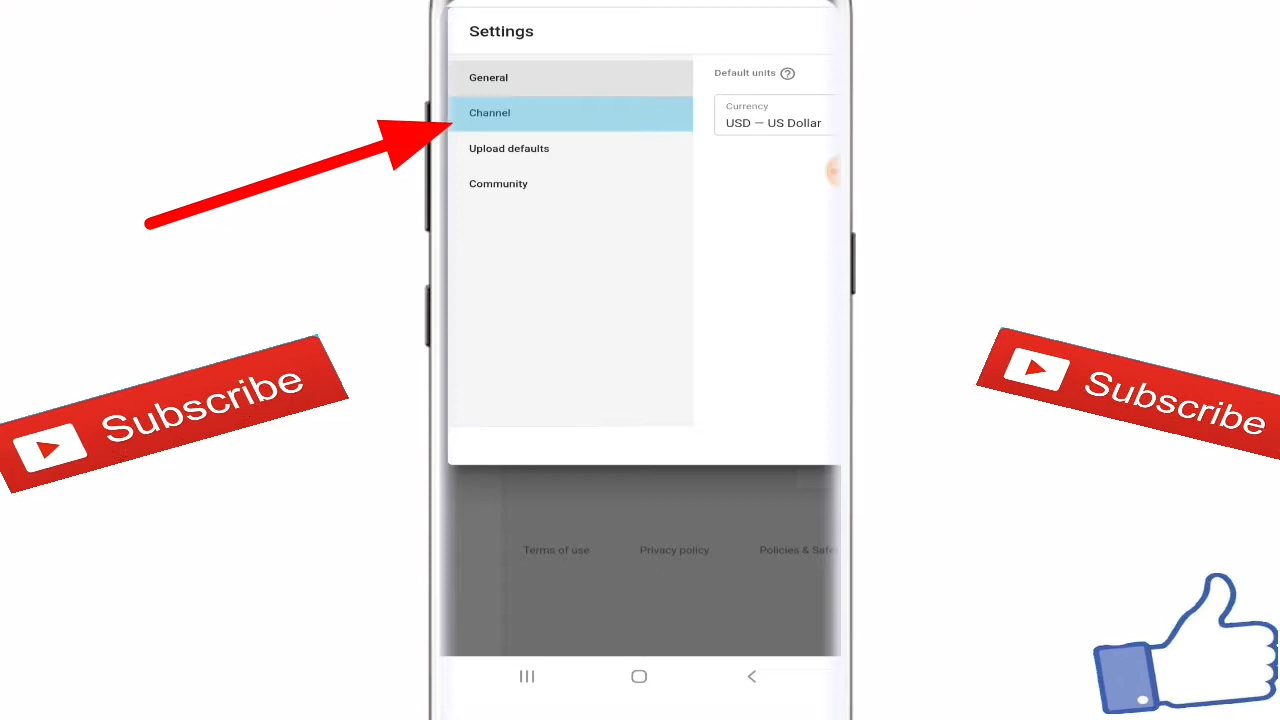 Settings
General
Default units
Channel
Currency
USD — US Dollar
Upload defaults
Community
Subscribe
Subscribe
Terms of use
Privacy policy
Policies &